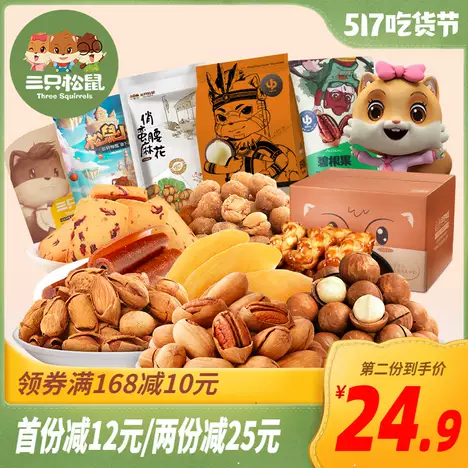 三只松鼠
Three Squirrels
517吃货节
俏腰蛮麻花
碧根果
领券满168减10元
首份减12元/两份减25元
第二份到手价
¥24.9